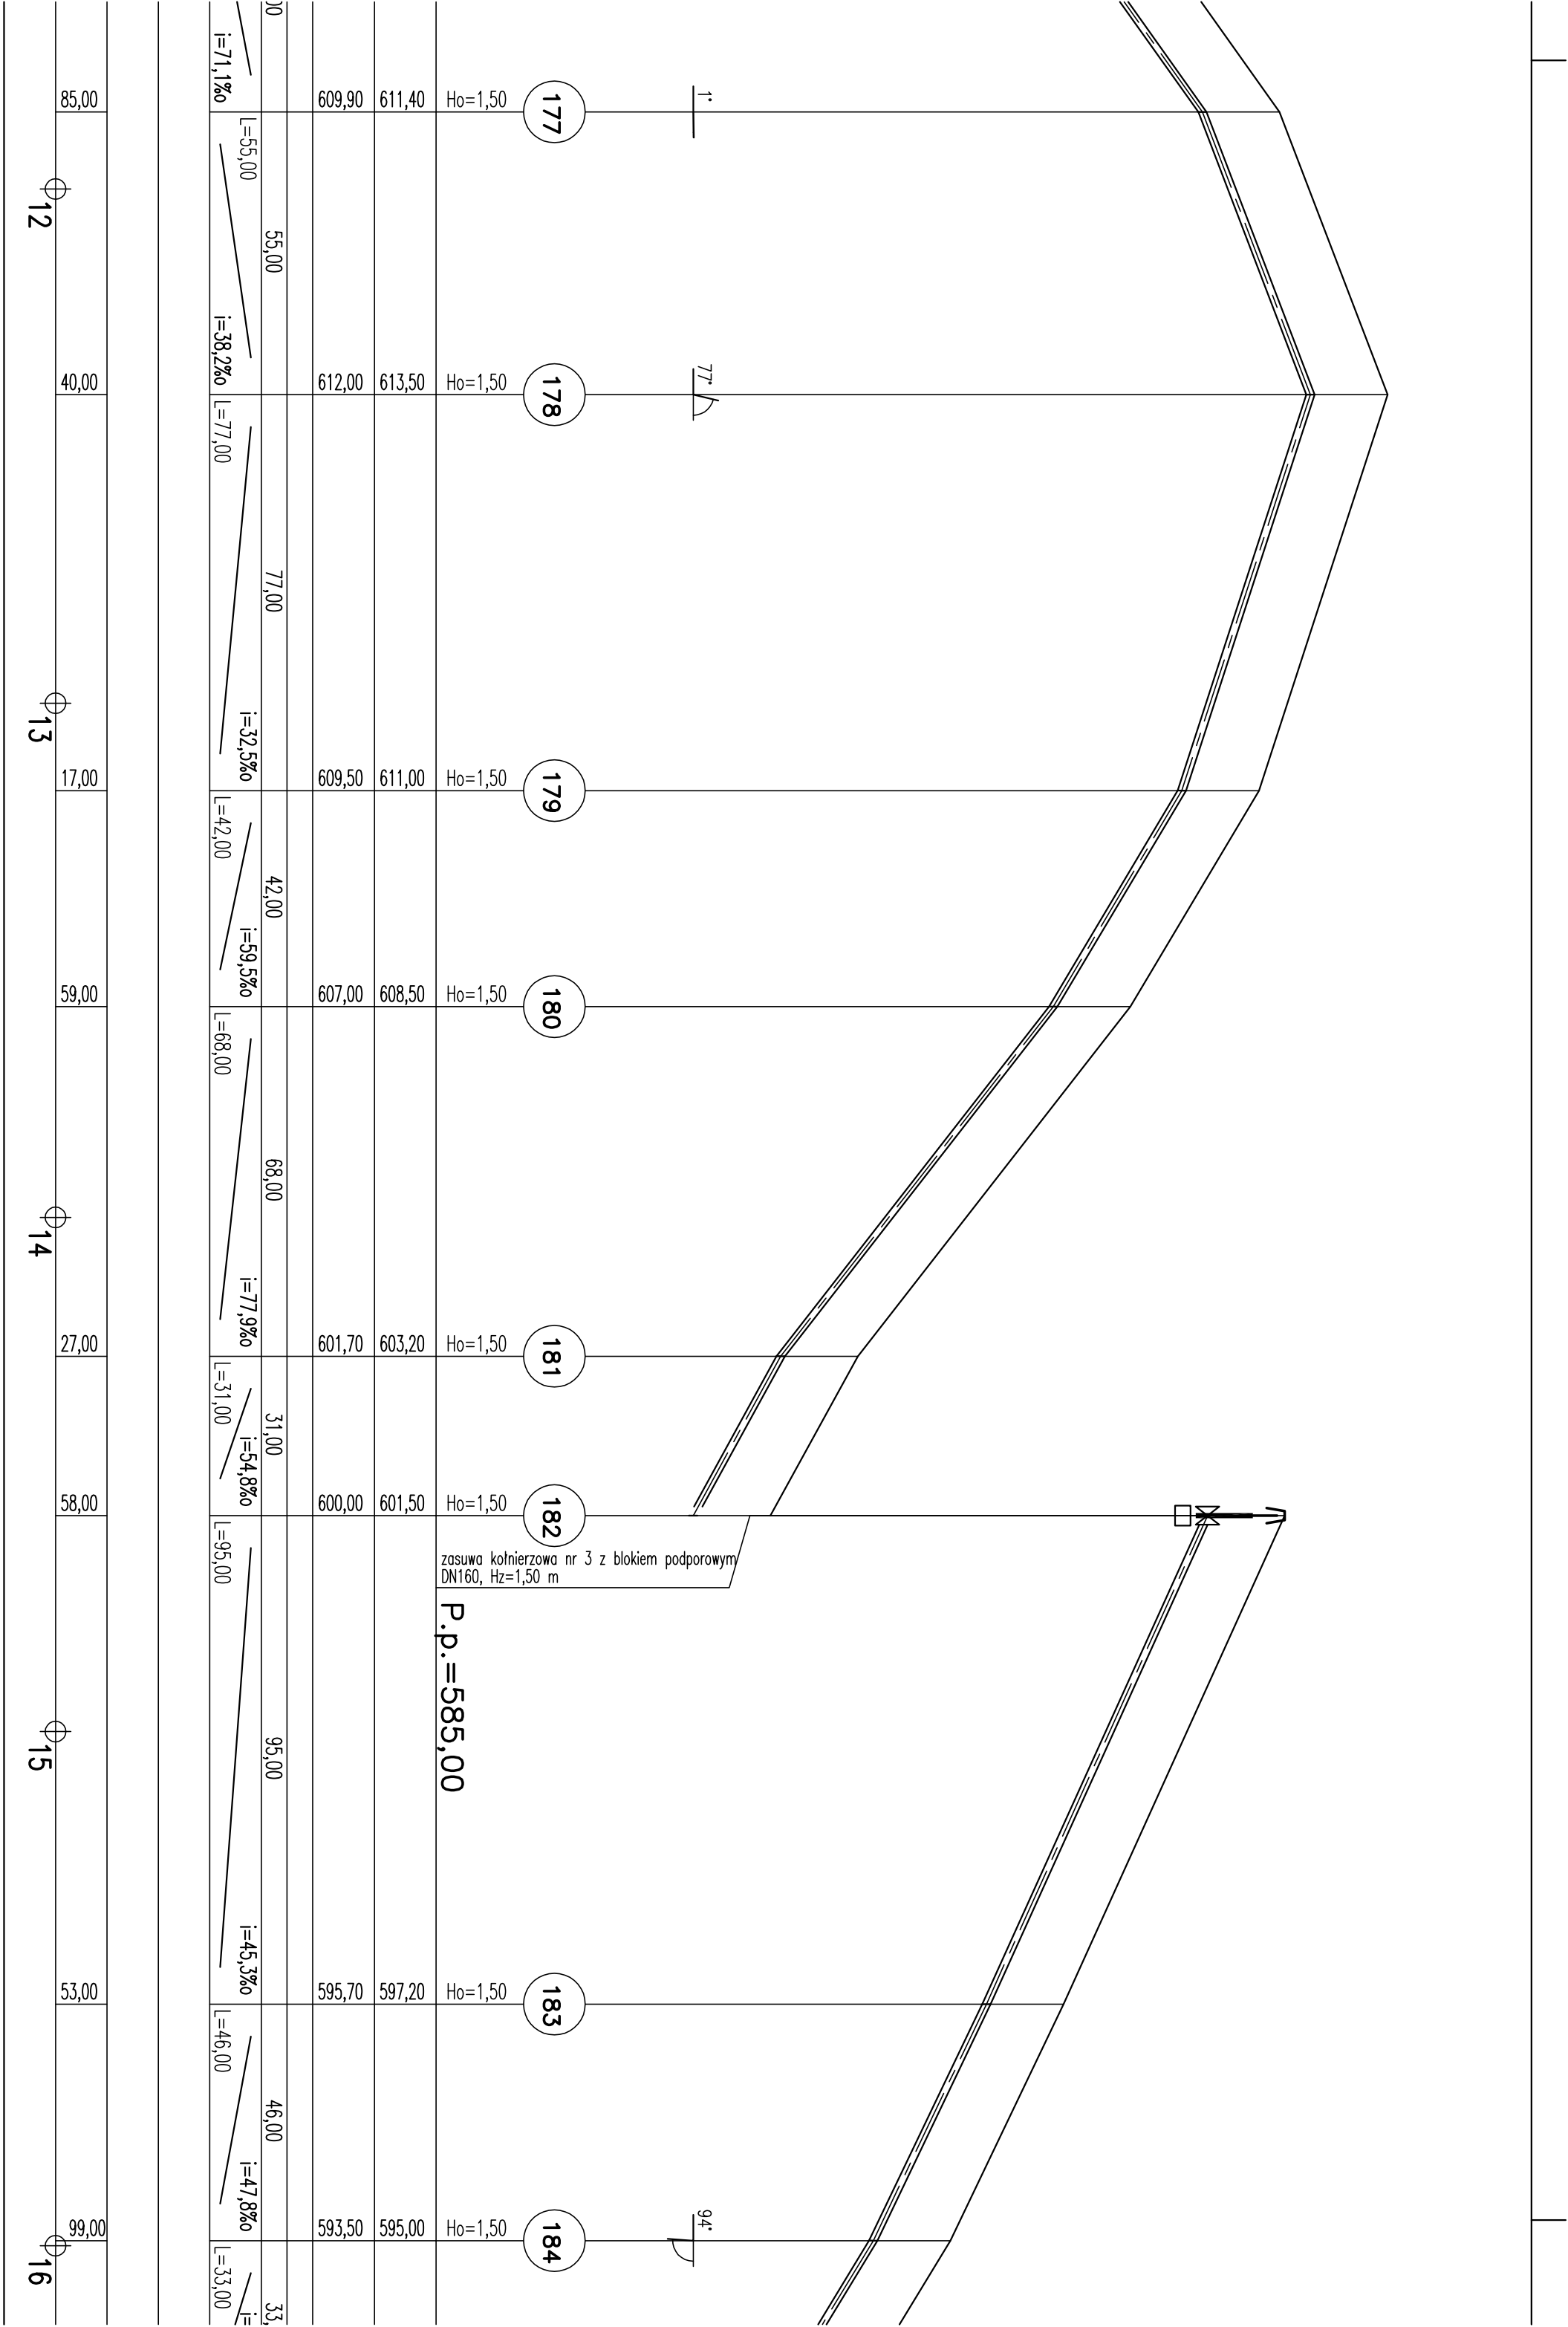 00
i=71,1‰
85,00
609,90
611,40
Ho=1,50
177
1°
L=55,00
55,00
i=38,2‰
12
40,00
612,00
613,50
Ho=1,50
178
77°
L=77,00
77,00
i=32,5‰
13
17,00
609,50
611,00
Ho=1,50
179
L=42,00
42,00
i=59,5‰
59,00
607,00
608,50
Ho=1,50
180
L=68,00
68,00
i=77,9‰
14
27,00
601,70
603,20
Ho=1,50
181
L=31,00
31,00
i=54,8‰
58,00
600,00
601,50
Ho=1,50
182
zasuwa kołnierzowa nr 3 z blokiem podporowym
DN160, Hz=1,50 m
P.p.=585,00
L=95,00
95,00
i=45,3‰
15
53,00
595,70
597,20
Ho=1,50
183
L=46,00
46,00
i=47,8‰
99,00
593,50
595,00
Ho=1,50
184
94°
16
L=33,00
33,
i=